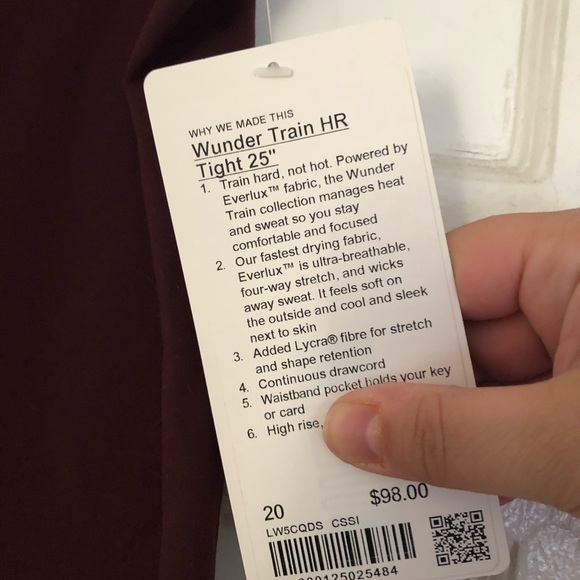 WHY WE MADE THIS
Wunder Train HR
Tight 25"
1. Train hard, not hot. Powered by
Everlux™ fabric, the Wunder
Train collection manages heat
and sweat so you stay
comfortable and focused
2. Our fastest drying fabric,
Everlux™ is ultra-breathable,
four-way stretch, and wicks
away sweat. It feels soft on
the outside and cool and sleek
next to skin
3. Added Lycra® fibre for stretch
and shape retention
4. Continuous drawcord
5. Waistband pocket holds your key
or card
6. High rise,
20 $98.00
LW5CQDS CSSI